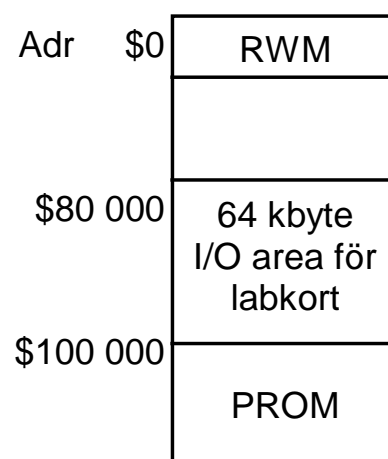 Adr $0 RWM
$80 000 64 kbyte
I/O area för
labkort
$100 000
PROM